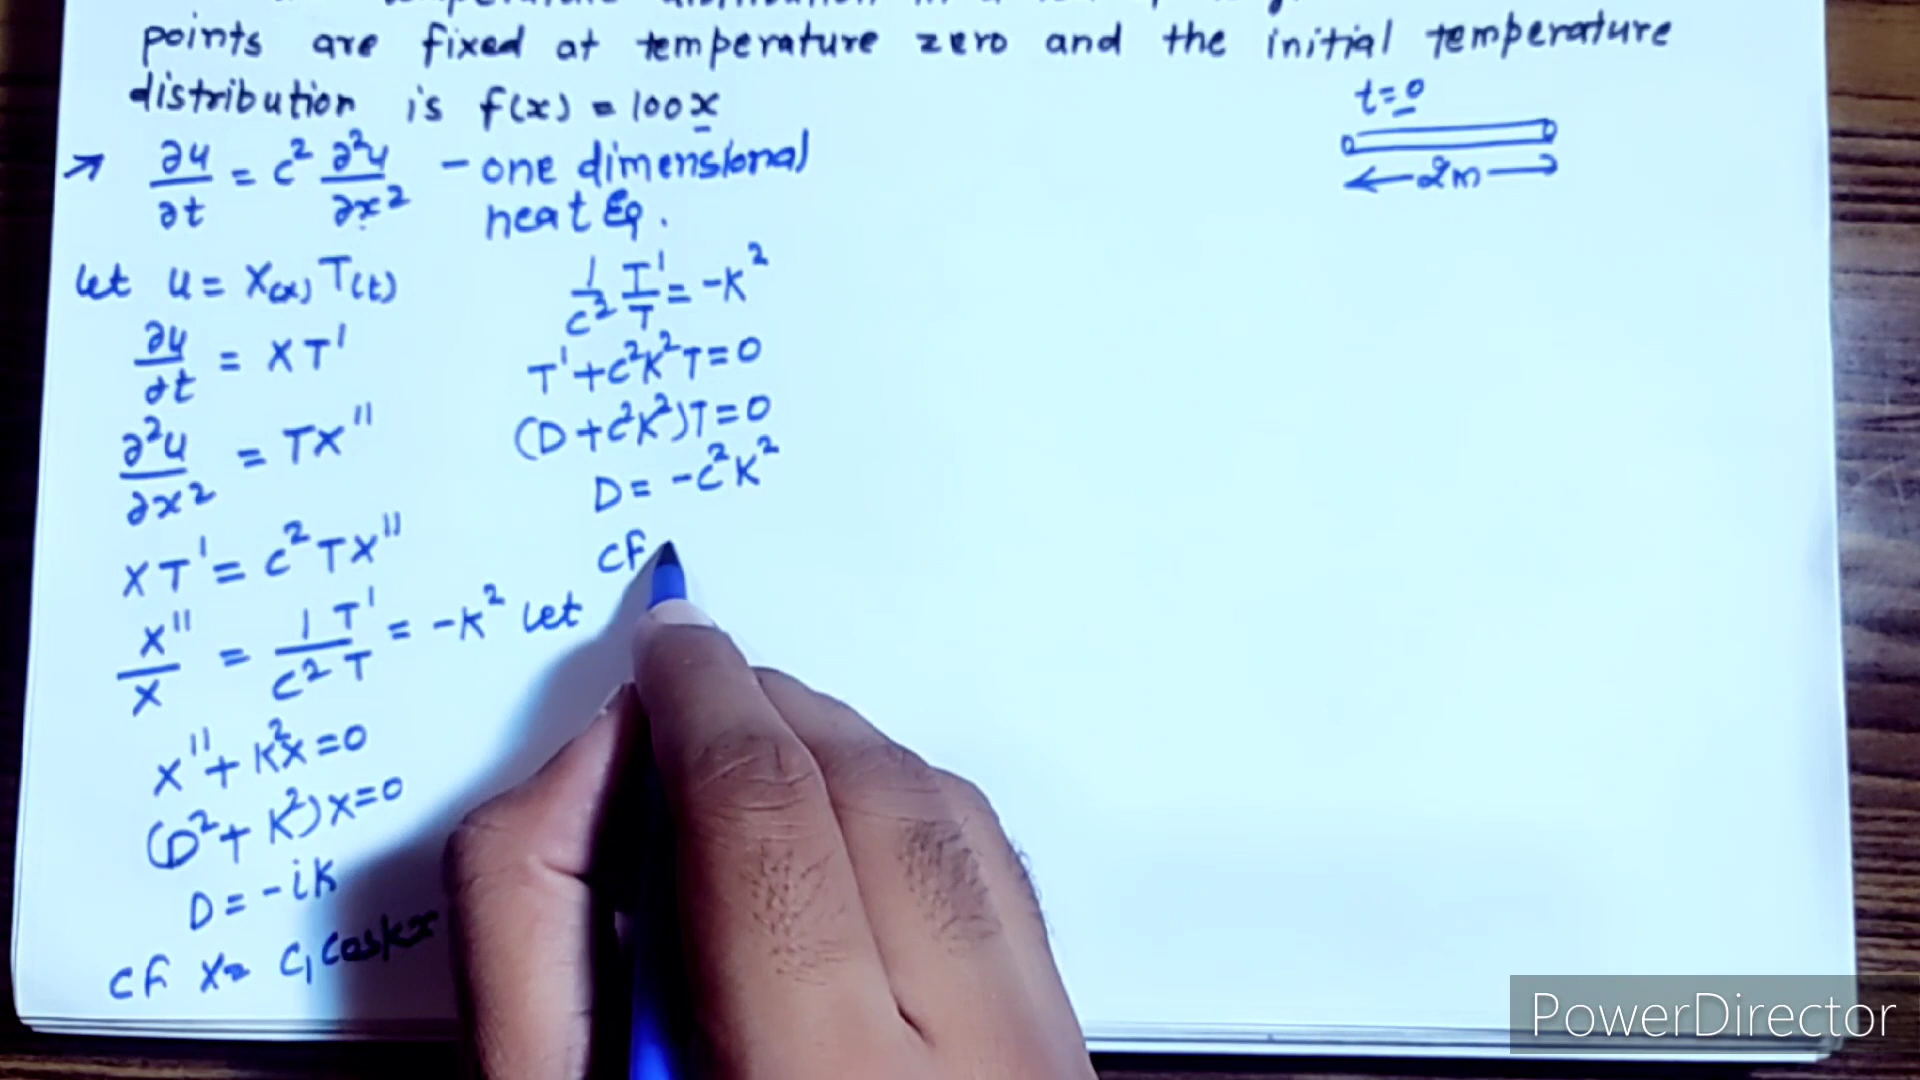 points are fixed at temperature zero and the initial temperature
distribution is f(x) = 100x
t=0
2m
→ ∂u/∂t = c² ∂²u/∂x² - one dimensional
heat Eq.
let u = X(x) T(t)
∂u/∂t = XT'
∂²u/∂x² = TX"
XT' = c²TX"
X"/X = 1/c² T'/T = -K² let
X" + K²X = 0
(D² + K²)X = 0
D = -iK
CF X = C₁ coskx
1/c² T'/T = -K²
T' + c²K²T = 0
(D + c²K²)T = 0
D = -c²K²
CF
PowerDirector